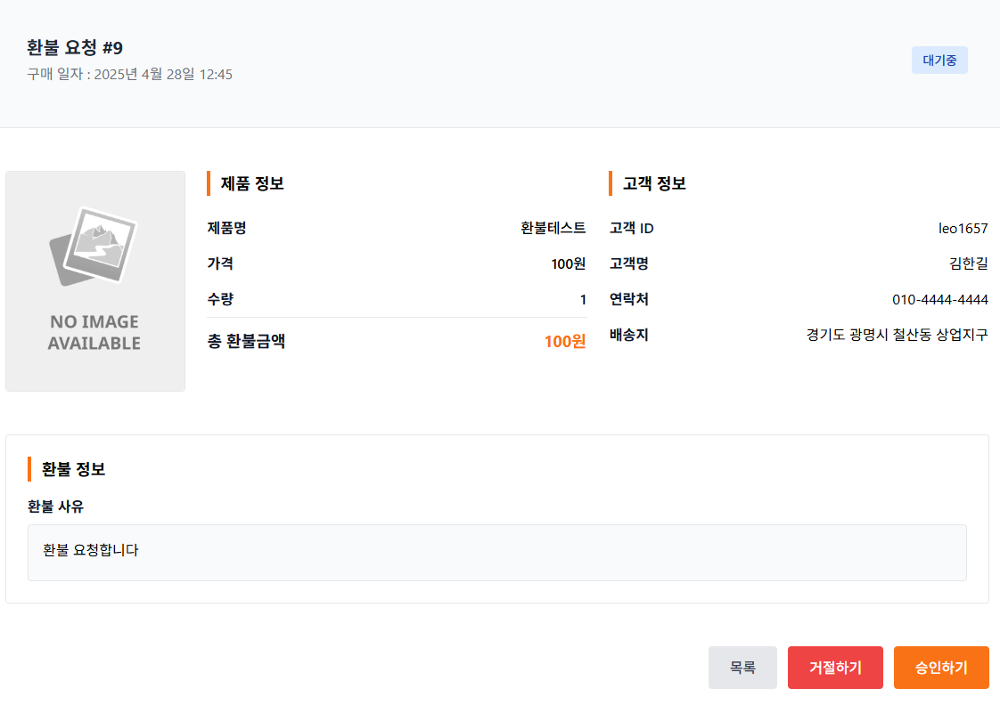 환불 요청 #9
구매 일자 : 2025년 4월 28일 12:45
대기중
NO IMAGE
AVAILABLE
제품 정보
제품명 환불테스트
가격 100원
수량 1
총 환불금액 100원
고객 정보
고객 ID leo1657
고객명 김한길
연락처 010-4444-4444
배송지 경기도 광명시 철산동 상업지구
환불 정보
환불 사유
환불 요청합니다
목록 거절하기 승인하기